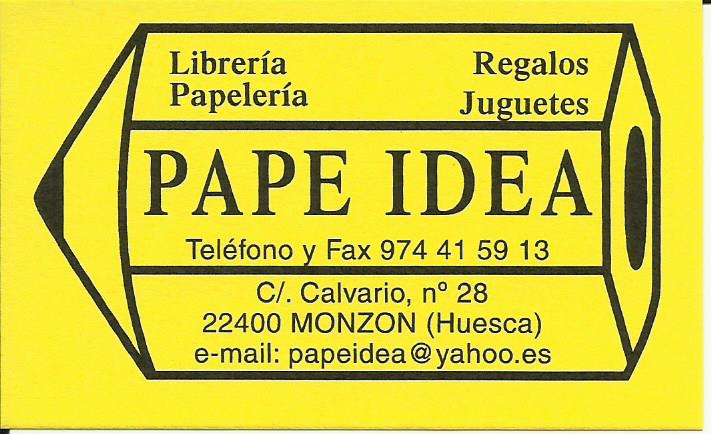 Librería
Papelería
Regalos
Juguetes
PAPE IDEA
Teléfono y Fax 974 41 59 13
C/. Calvario, nº 28
22400 MONZON (Huesca)
e-mail: papeidea@yahoo.es